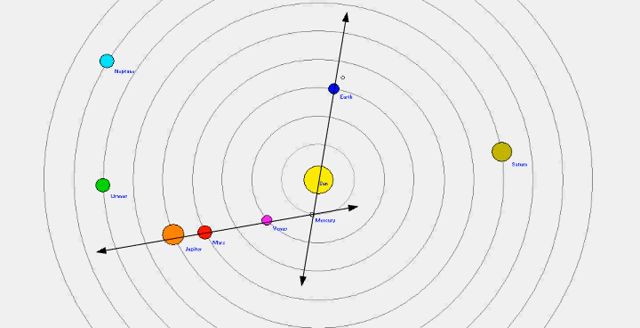 Neptune
Earth
Saturn
Sun
Uranus
Mercury
Venus
Mars
Jupiter